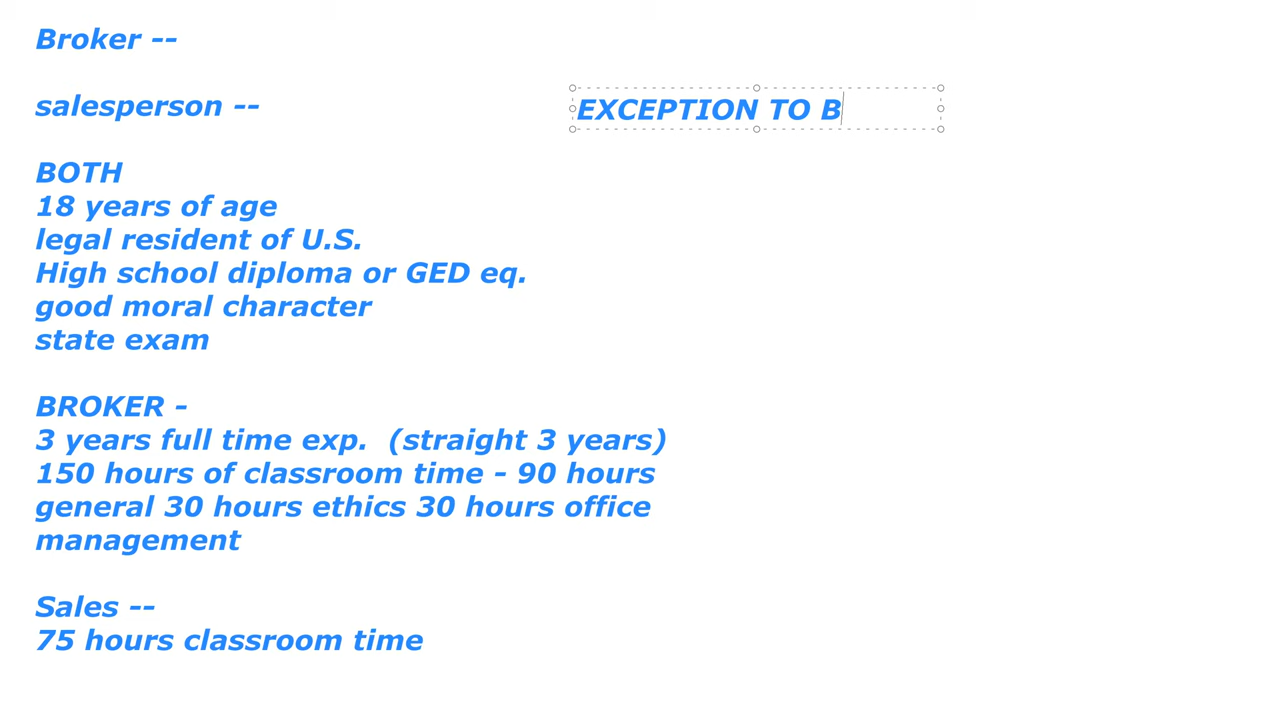 Broker --
salesperson --
EXCEPTION TO B
BOTH
18 years of age
legal resident of U.S.
High school diploma or GED eq.
good moral character
state exam
BROKER -
3 years full time exp.  (straight 3 years)
150 hours of classroom time - 90 hours
general 30 hours ethics 30 hours office
management
Sales --
75 hours classroom time